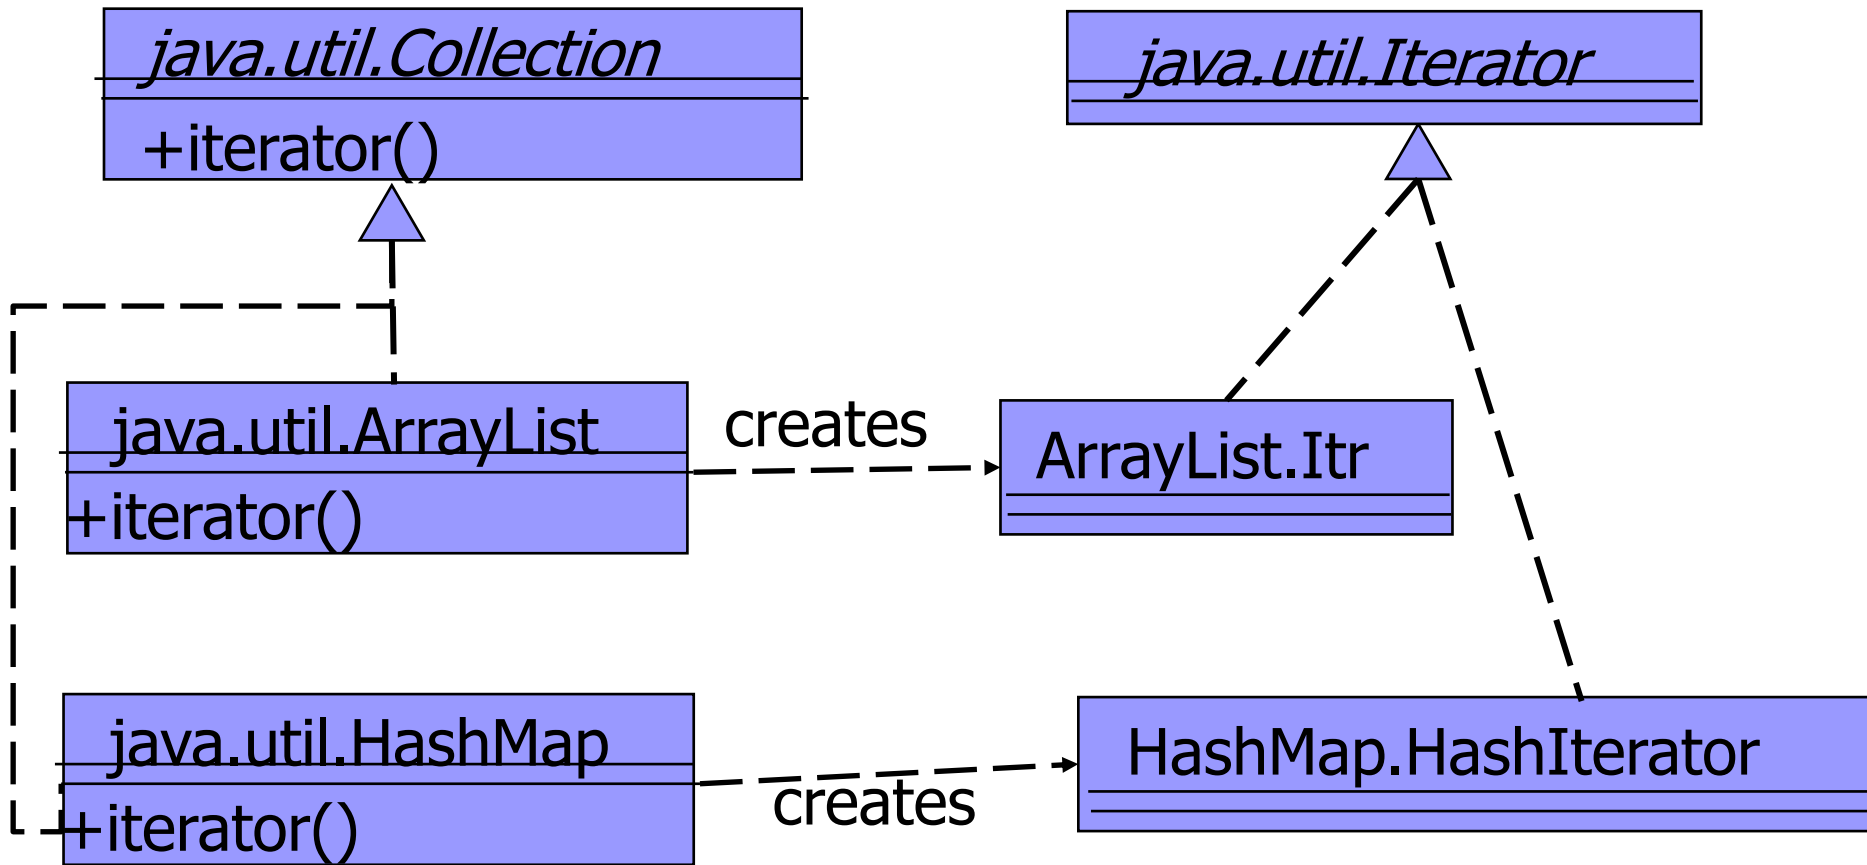 java.util.Collection
+iterator()
java.util.Iterator
java.util.ArrayList
+iterator()
creates
ArrayList.Itr
java.util.HashMap
+iterator()
creates
HashMap.HashIterator